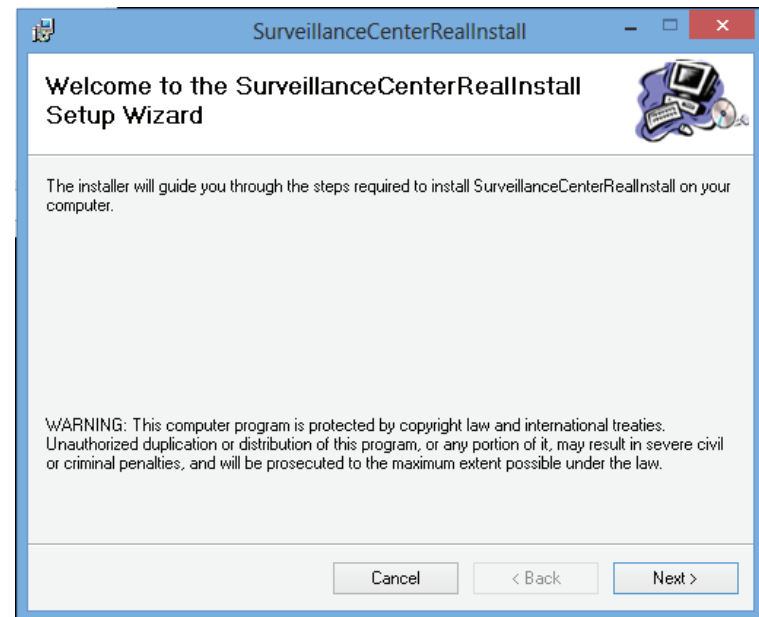 SurveillanceCenterRealInstall
Welcome to the SurveillanceCenterRealInstall
Setup Wizard
The installer will guide you through the steps required to install SurveillanceCenterRealInstall on your
computer.
WARNING: This computer program is protected by copyright law and international treaties.
Unauthorized duplication or distribution of this program, or any portion of it, may result in severe civil
or criminal penalties, and will be prosecuted to the maximum extent possible under the law.
Cancel
< Back
Next >